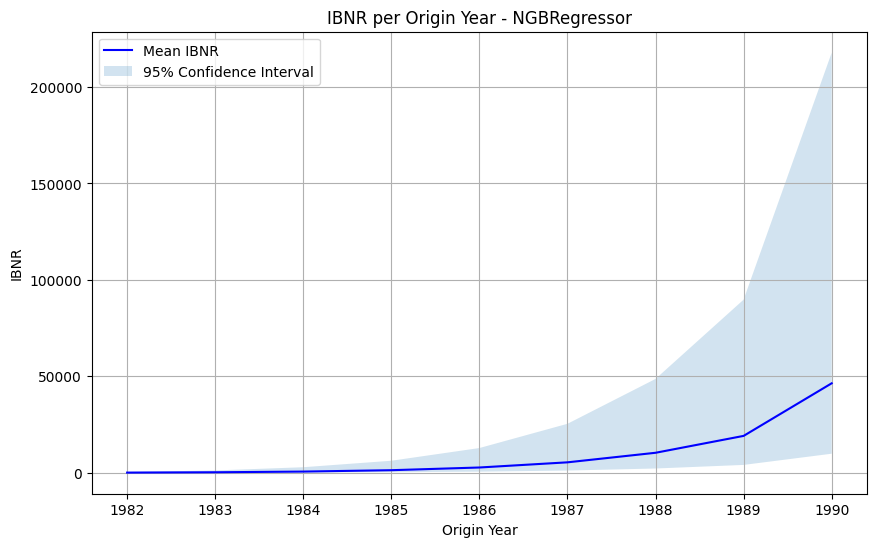 IBNR per Origin Year - NGBRegressor
Mean IBNR
95% Confidence Interval
200000
150000
100000
50000
0
IBNR
1982 1983 1984 1985 1986 1987 1988 1989 1990
Origin Year